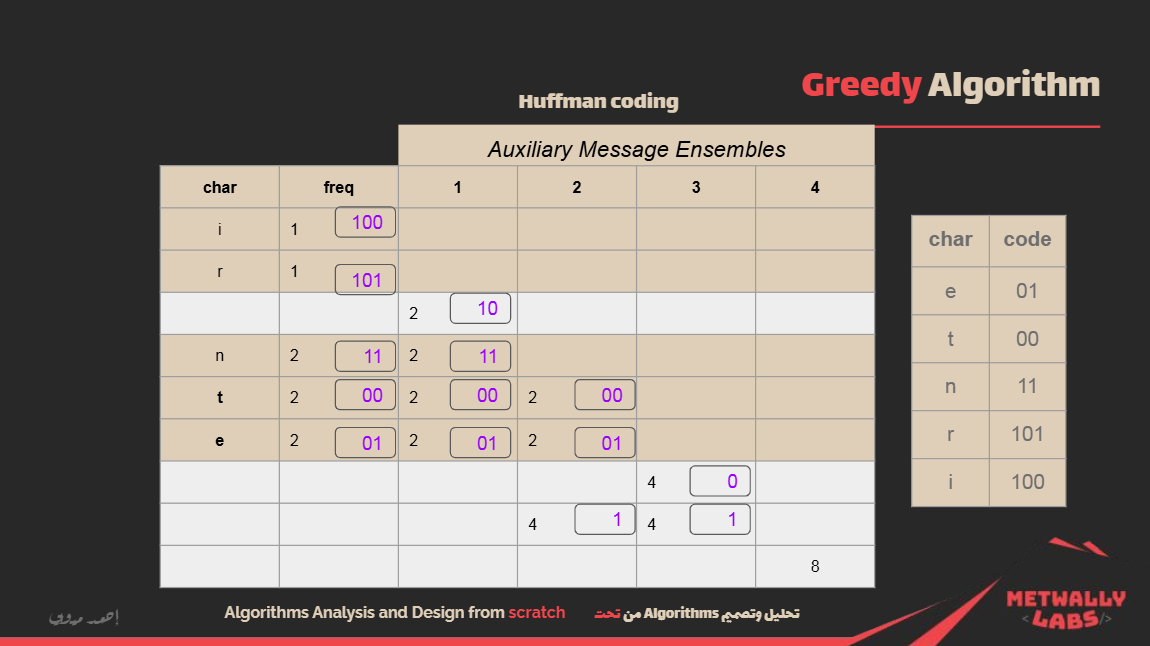 Greedy Algorithm
Huffman coding
Auxiliary Message Ensembles
char freq 1 2 3 4
i 1 100
r 1 101
2 10
n 2 11 2 11
t 2 00 2 00 2 00
e 2 01 2 01 2 01
4 0
4 1 4 1
8
char code
e 01
t 00
n 11
r 101
i 100
Algorithms Analysis and Design from scratch
تحليل وتصميم Algorithms من تحت
METWALLY
<LABS/>